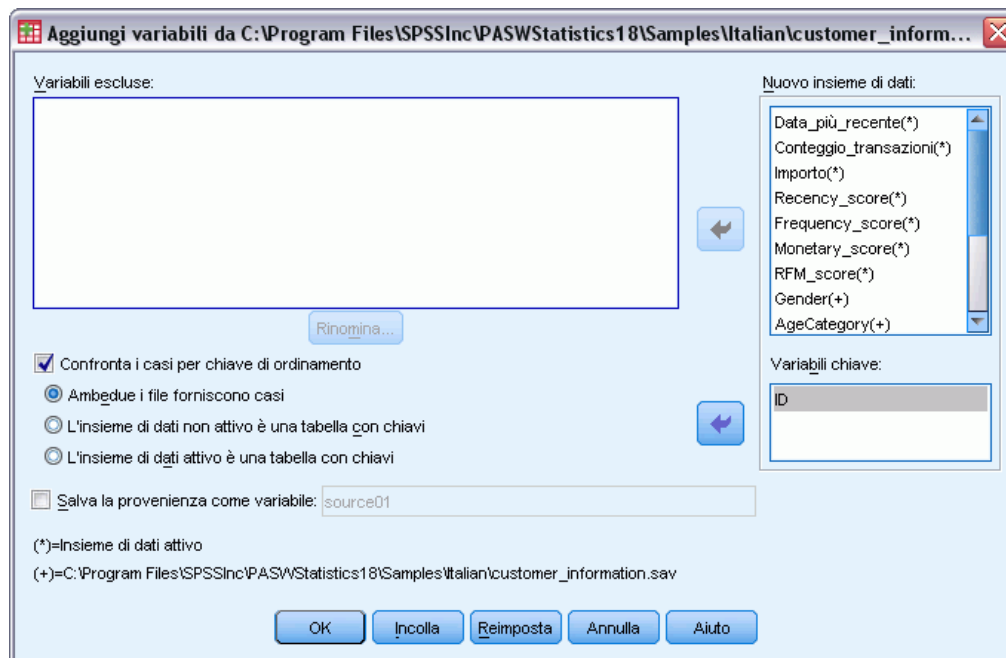 Aggiungi variabili da C:\Program Files\SPSSInc\PASWStatistics18\Samples\Italian\customer_inform...
Variabili escluse:
Nuovo insieme di dati:
Data_più_recente(*)
Conteggio_transazioni(*)
Importo(*)
Recency_score(*)
Frequency_score(*)
Monetary_score(*)
RFM_score(*)
Gender(+)
AgeCategory(+)
Rinomina...
Confronta i casi per chiave di ordinamento
Ambedue i file forniscono casi
L'insieme di dati non attivo è una tabella con chiavi
L'insieme di dati attivo è una tabella con chiavi
Variabili chiave:
ID
Salva la provenienza come variabile: source01
(*)=Insieme di dati attivo
(+)=C:\Program Files\SPSSInc\PASWStatistics18\Samples\Italian\customer_information.sav
OK Incolla Reimposta Annulla Aiuto